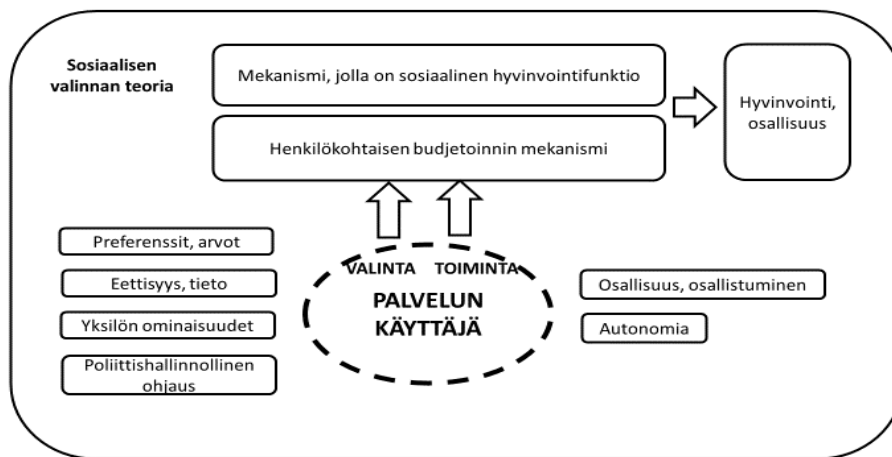 Sosiaalisen
valinnan teoria
Mekanismi, jolla on sosiaalinen hyvinvointifunktio
Henkilökohtaisen budjetoinnin mekanismi
Hyvinvointi,
osallisuus
Preferenssit, arvot
Eettisyys, tieto
Yksilön ominaisuudet
Poliittishallinnollinen
ohjaus
VALINTA TOIMINTA
PALVELUN
KÄYTTÄJÄ
Osallisuus, osallistuminen
Autonomia